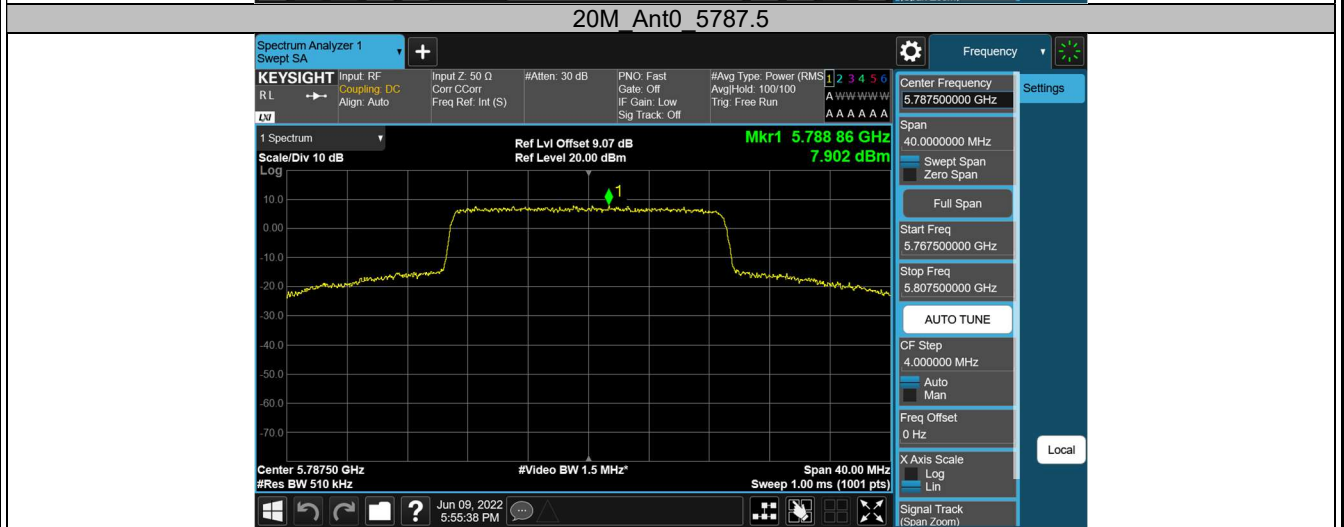 20M_Ant0_5787.5
Spectrum Analyzer 1
Swept SA
+
Frequency
KEYSIGHT
R L
LXI
Input: RF
Coupling: DC
Align: Auto
Input Z: 50 Ω
Corr CCorr
Freq Ref: Int (S)
#Atten: 30 dB
PNO: Fast
Gate: Off
IF Gain: Low
Sig Track: Off
#Avg Type: Power (RMS
Avg|Hold: 100/100
Trig: Free Run
1 2 3 4 5 6
A W W W W W
A A A A A A
1 Spectrum
Scale/Div 10 dB
Log
Ref Lvl Offset 9.07 dB
Ref Level 20.00 dBm
Mkr1 5.788 86 GHz
7.902 dBm
1
10.0
0.00
-10.0
-20.0
-30.0
-40.0
-50.0
-60.0
-70.0
Center 5.78750 GHz
#Res BW 510 kHz
#Video BW 1.5 MHz*
Span 40.00 MHz
Sweep 1.00 ms (1001 pts)
Center Frequency
5.787500000 GHz
Settings
Span
40.0000000 MHz
Swept Span
Zero Span
Full Span
Start Freq
5.767500000 GHz
Stop Freq
5.807500000 GHz
AUTO TUNE
CF Step
4.000000 MHz
Auto
Man
Freq Offset
0 Hz
X Axis Scale
Log
Lin
Local
Signal Track
(Span Zoom)
?
Jun 09, 2022
5:55:38 PM